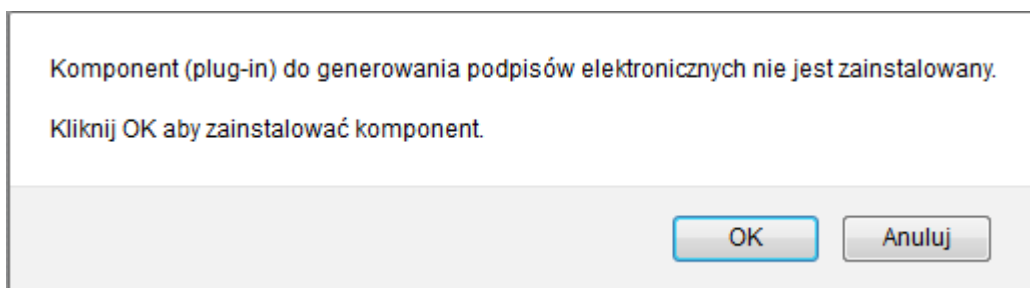 Komponent (plug-in) do generowania podpisów elektronicznych nie jest zainstalowany.
Kliknij OK aby zainstalować komponent.
OK
Anuluj